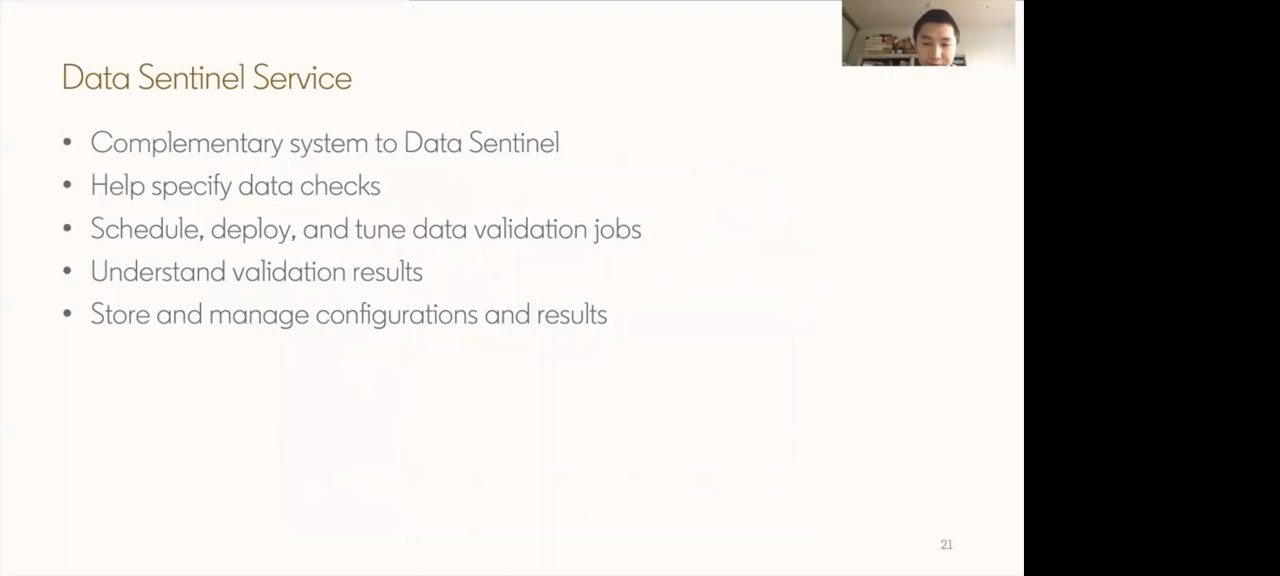 Data Sentinel Service
• Complementary system to Data Sentinel
• Help specify data checks
• Schedule, deploy, and tune data validation jobs
• Understand validation results
• Store and manage configurations and results
21